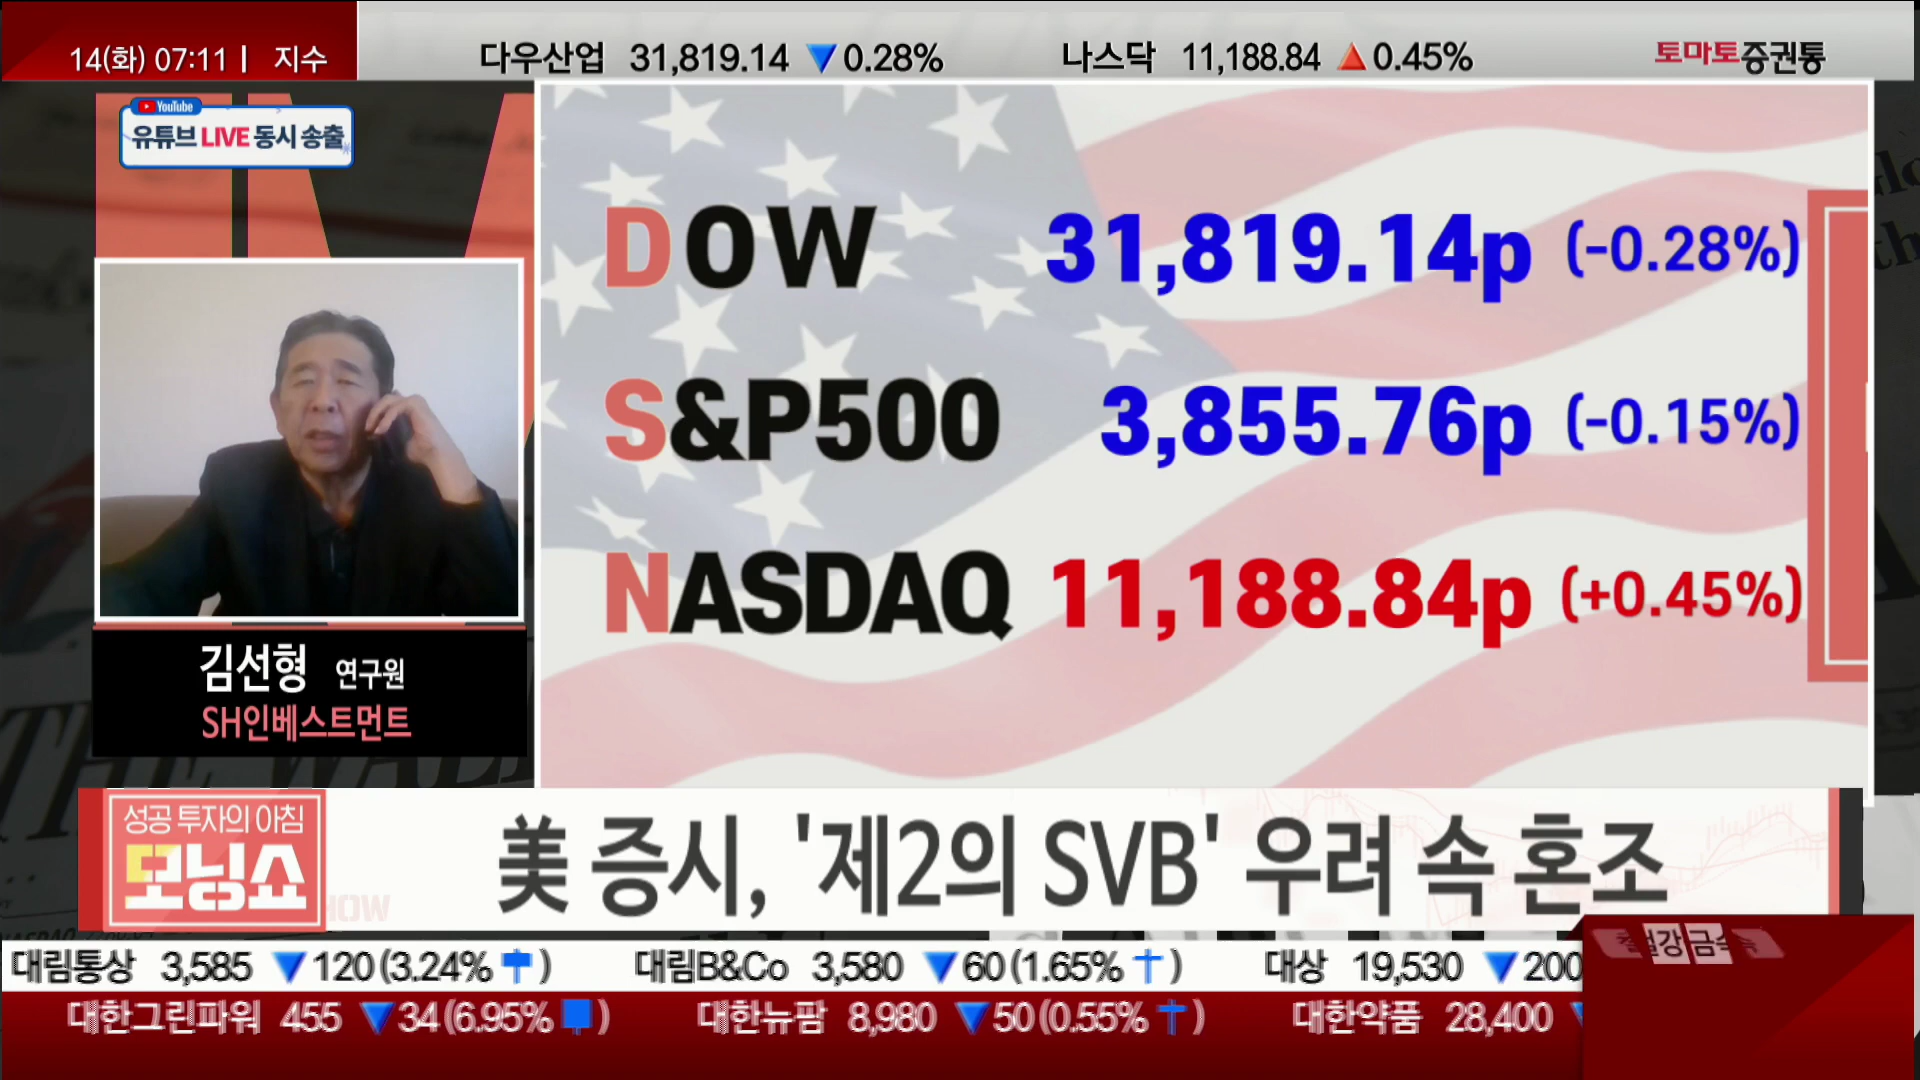 14(화) 07:11 | 지수
다우산업 31,819.14 ▼0.28%
나스닥 11,188.84 ▲0.45%
토마토증권통
YouTube
유튜브 LIVE 동시 송출
DOW 31,819.14p (-0.28%)
S&P500 3,855.76p (-0.15%)
NASDAQ 11,188.84p (+0.45%)
김선형 연구원
SH인베스트먼트
성공 투자의 아침
모닝쇼
美 증시, '제2의 SVB' 우려 속 혼조
대림통상 3,585 ▼120(3.24%) 대림B&Co 3,580 ▼60(1.65%) 대상 19,530 ▼200
대한그린파워 455 ▼34(6.95%) 대한뉴팜 8,980 ▼50(0.55%) 대한약품 28,400